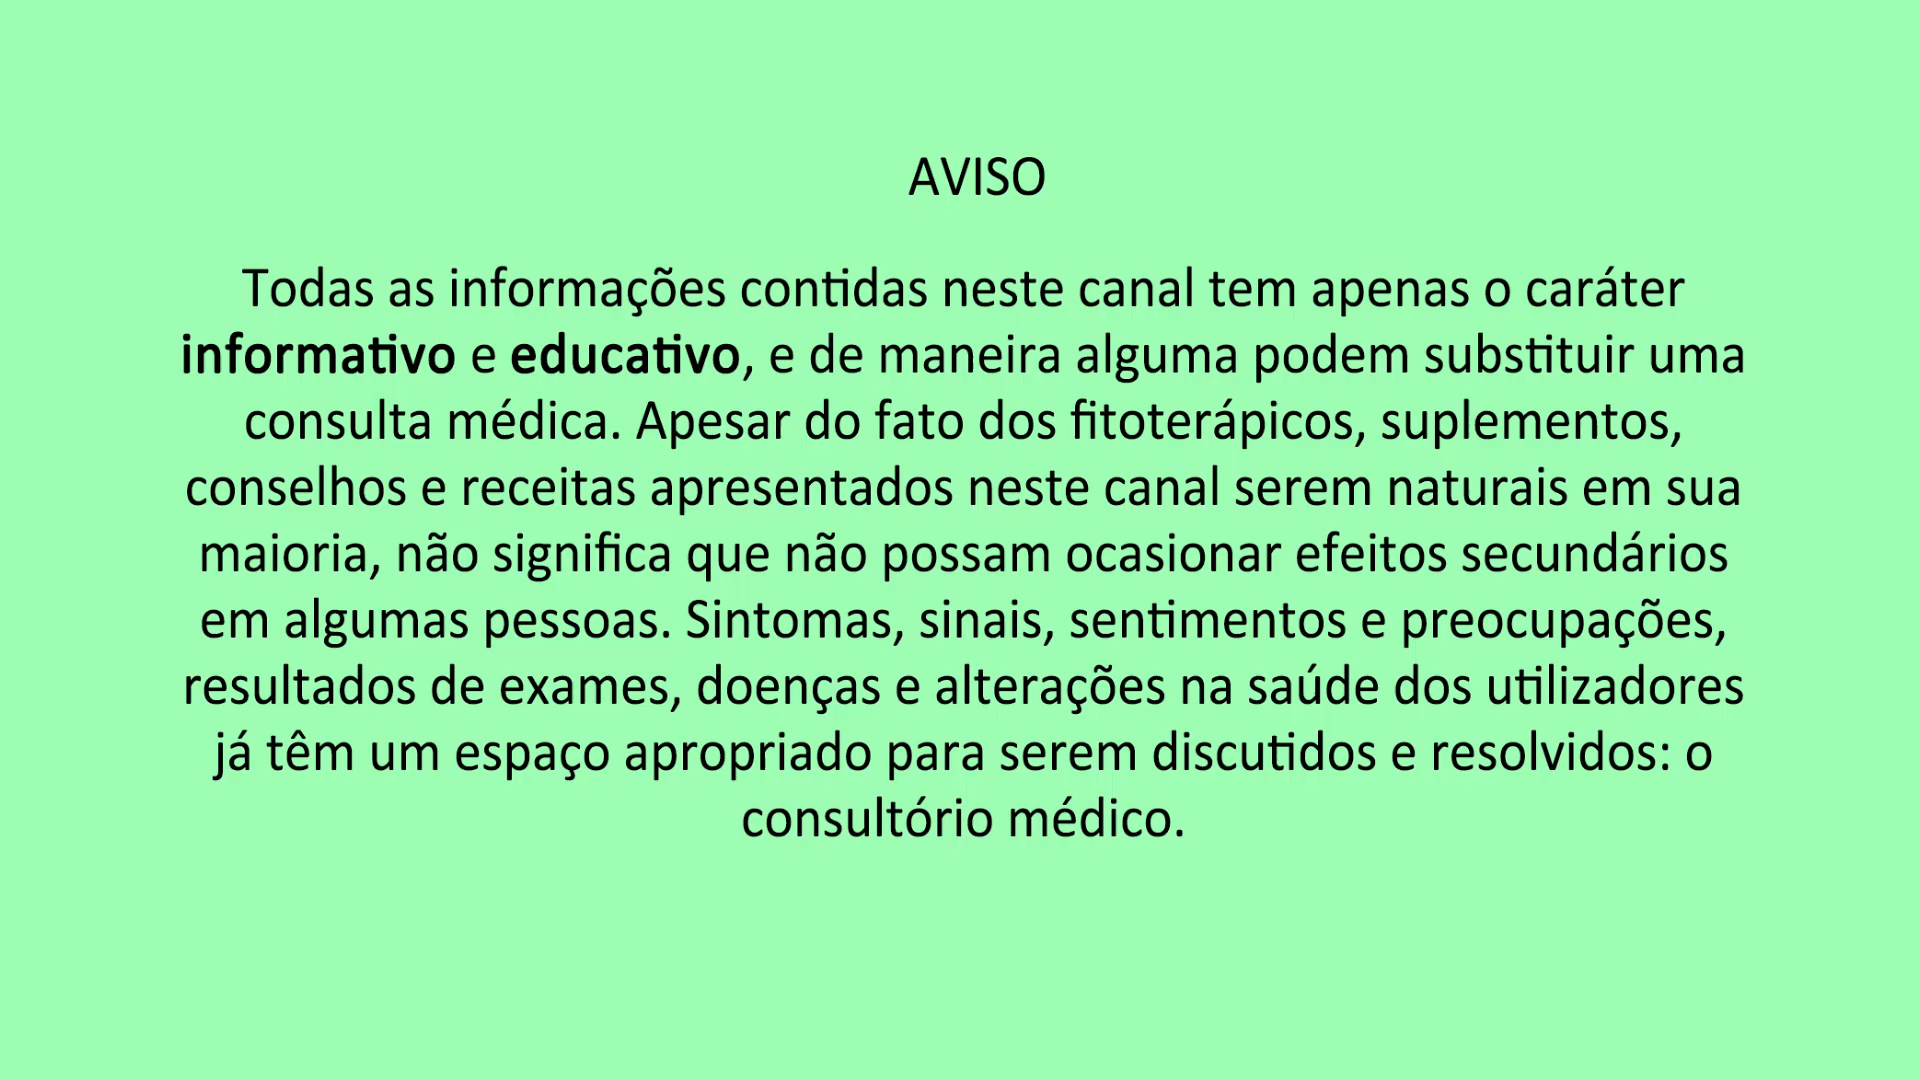 AVISO
Todas as informações contidas neste canal tem apenas o caráter
informativo e educativo, e de maneira alguma podem substituir uma
consulta médica. Apesar do fato dos fitoterápicos, suplementos,
conselhos e receitas apresentados neste canal serem naturais em sua
maioria, não significa que não possam ocasionar efeitos secundários
em algumas pessoas. Sintomas, sinais, sentimentos e preocupações,
resultados de exames, doenças e alterações na saúde dos utilizadores
já têm um espaço apropriado para serem discutidos e resolvidos: o
consultório médico.